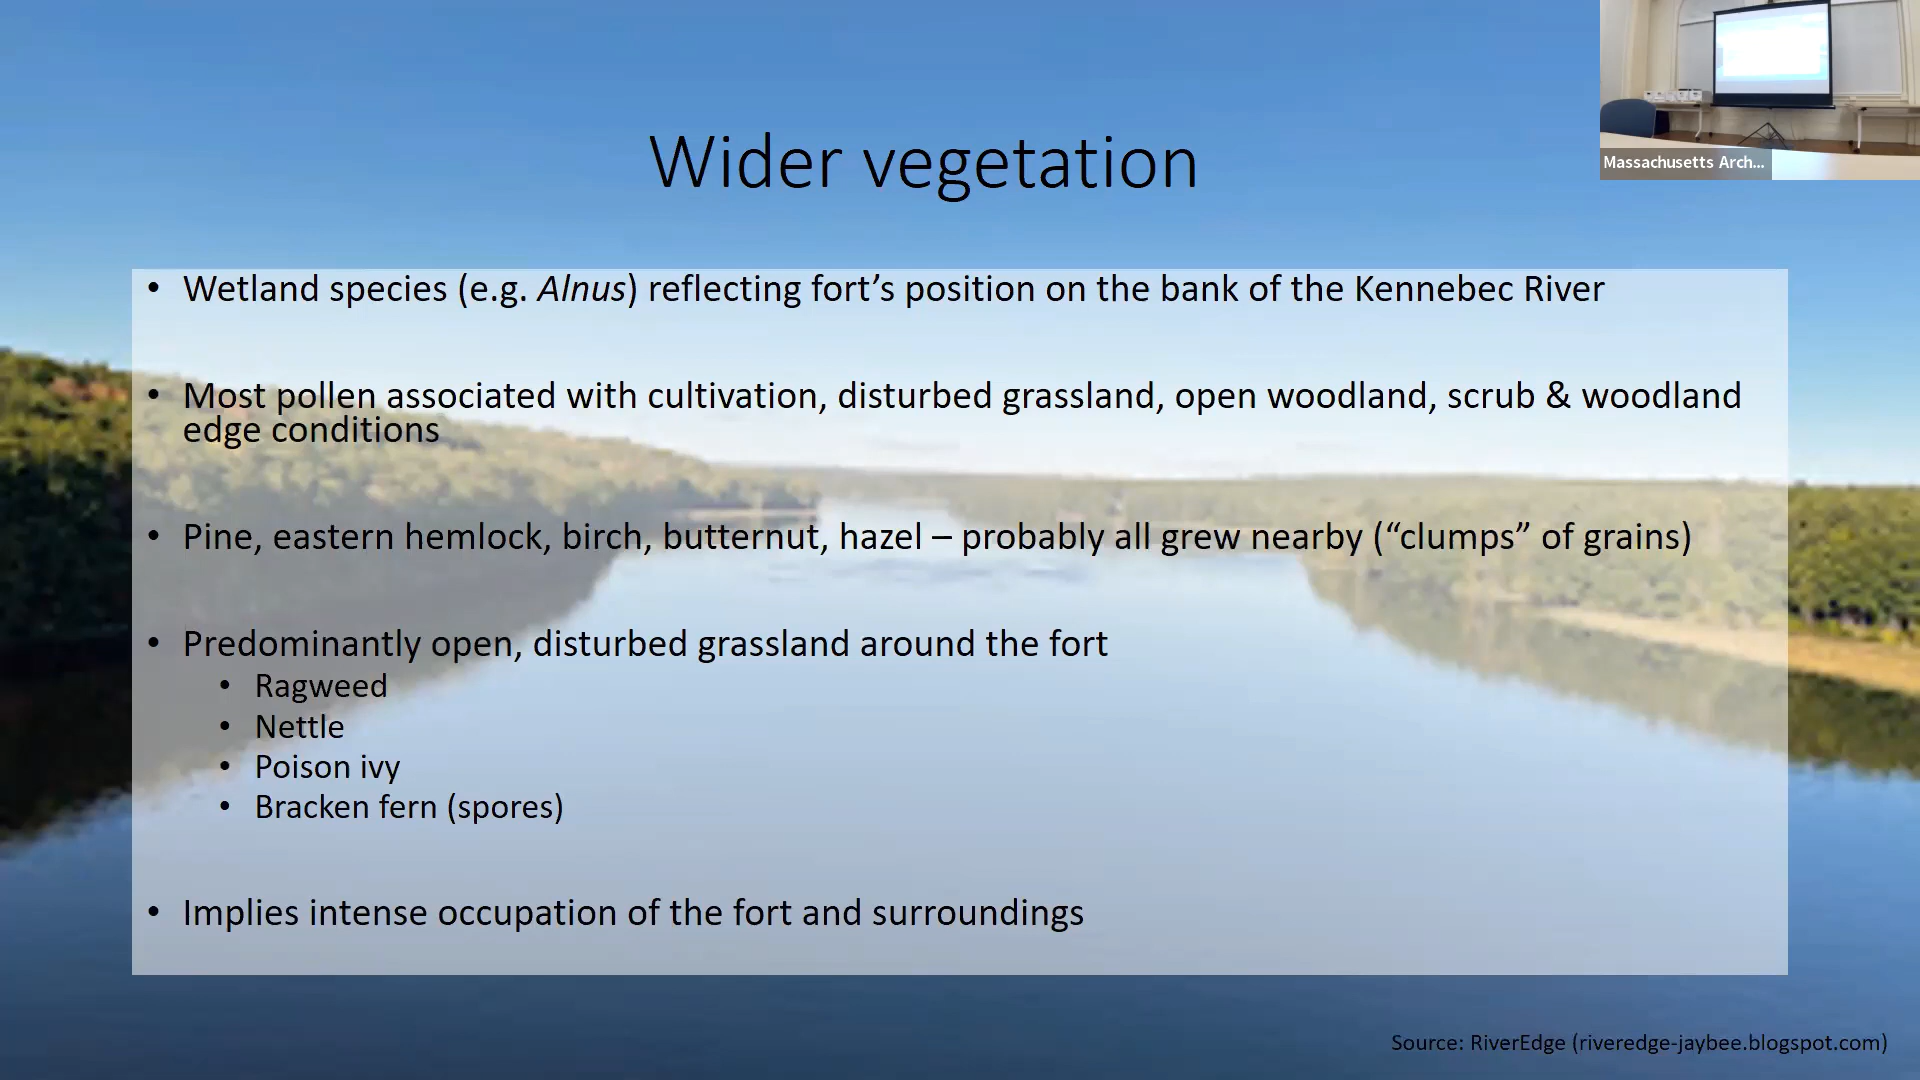 Massachusetts Arch...
Wider vegetation
• Wetland species (e.g. Alnus) reflecting fort’s position on the bank of the Kennebec River
• Most pollen associated with cultivation, disturbed grassland, open woodland, scrub & woodland
edge conditions
• Pine, eastern hemlock, birch, butternut, hazel – probably all grew nearby (“clumps” of grains)
• Predominantly open, disturbed grassland around the fort
• Ragweed
• Nettle
• Poison ivy
• Bracken fern (spores)
• Implies intense occupation of the fort and surroundings
Source: RiverEdge (riveredge-jaybee.blogspot.com)